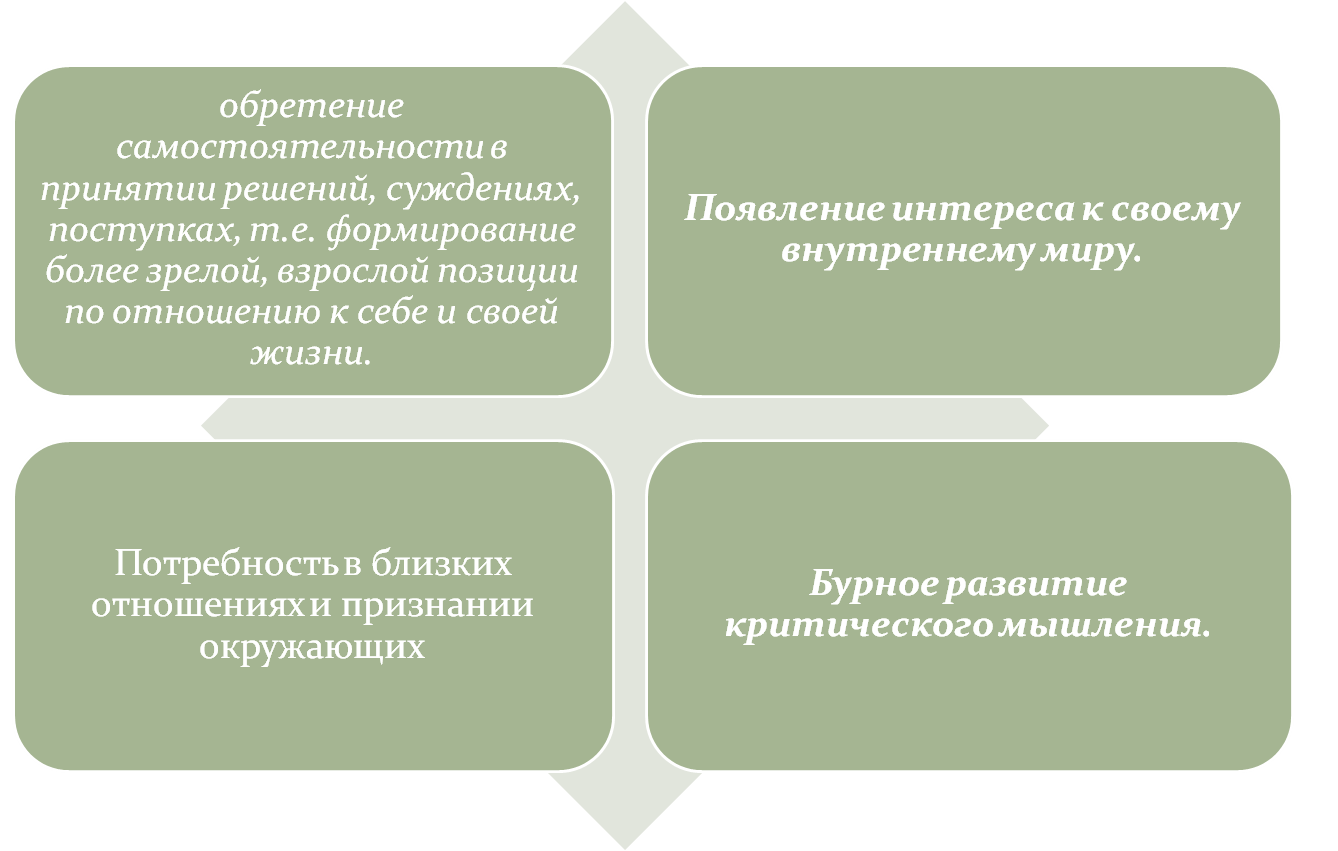 обретение
самостоятельности в
принятии решений, суждениях,
поступках, т.е. формирование
более зрелой, взрослой позиции
по отношению к себе и своей
жизни.
Появление интереса к своему
внутреннему миру.
Потребность в близких
отношениях и признании
окружающих
Бурное развитие
критического мышления.